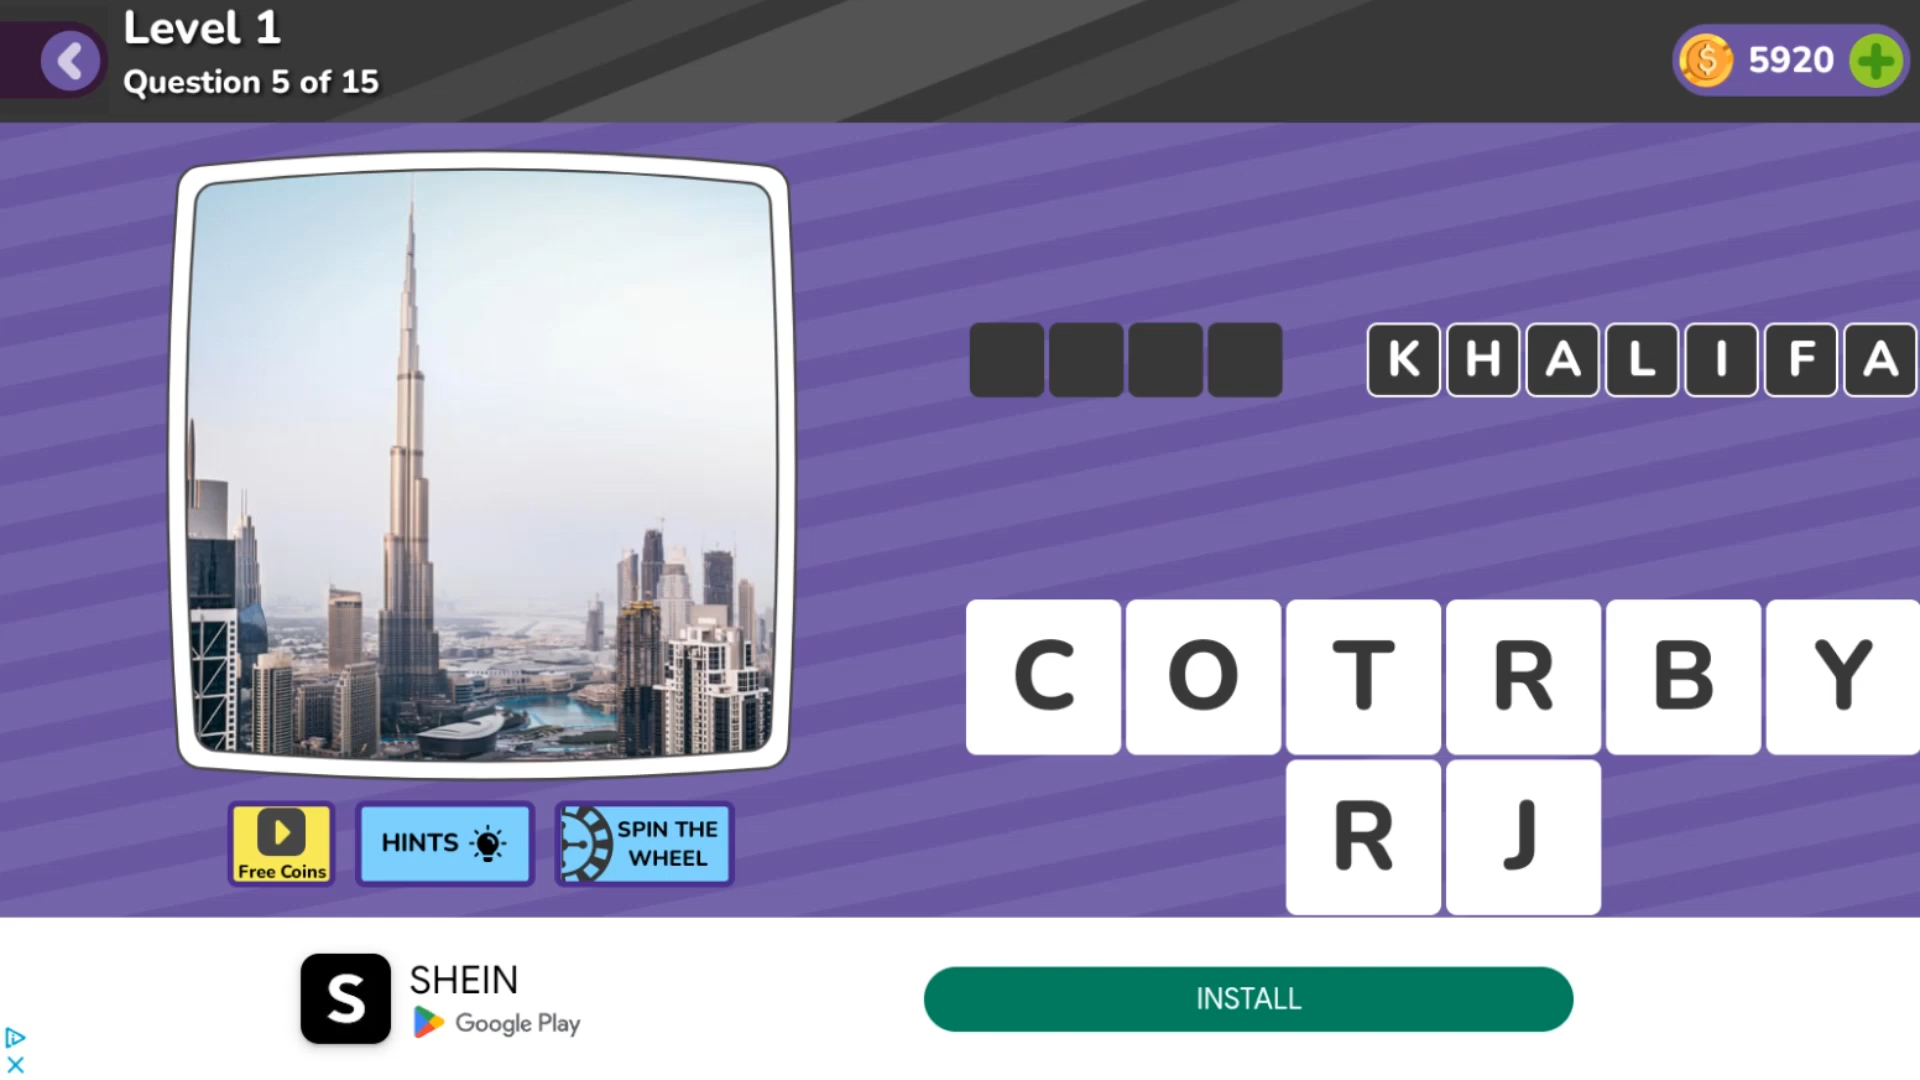 Level 1
Question 5 of 15
5920
KHALIFA
C O T R B Y
R J
Free Coins
HINTS
SPIN THE
WHEEL
S
SHEIN
Google Play
INSTALL